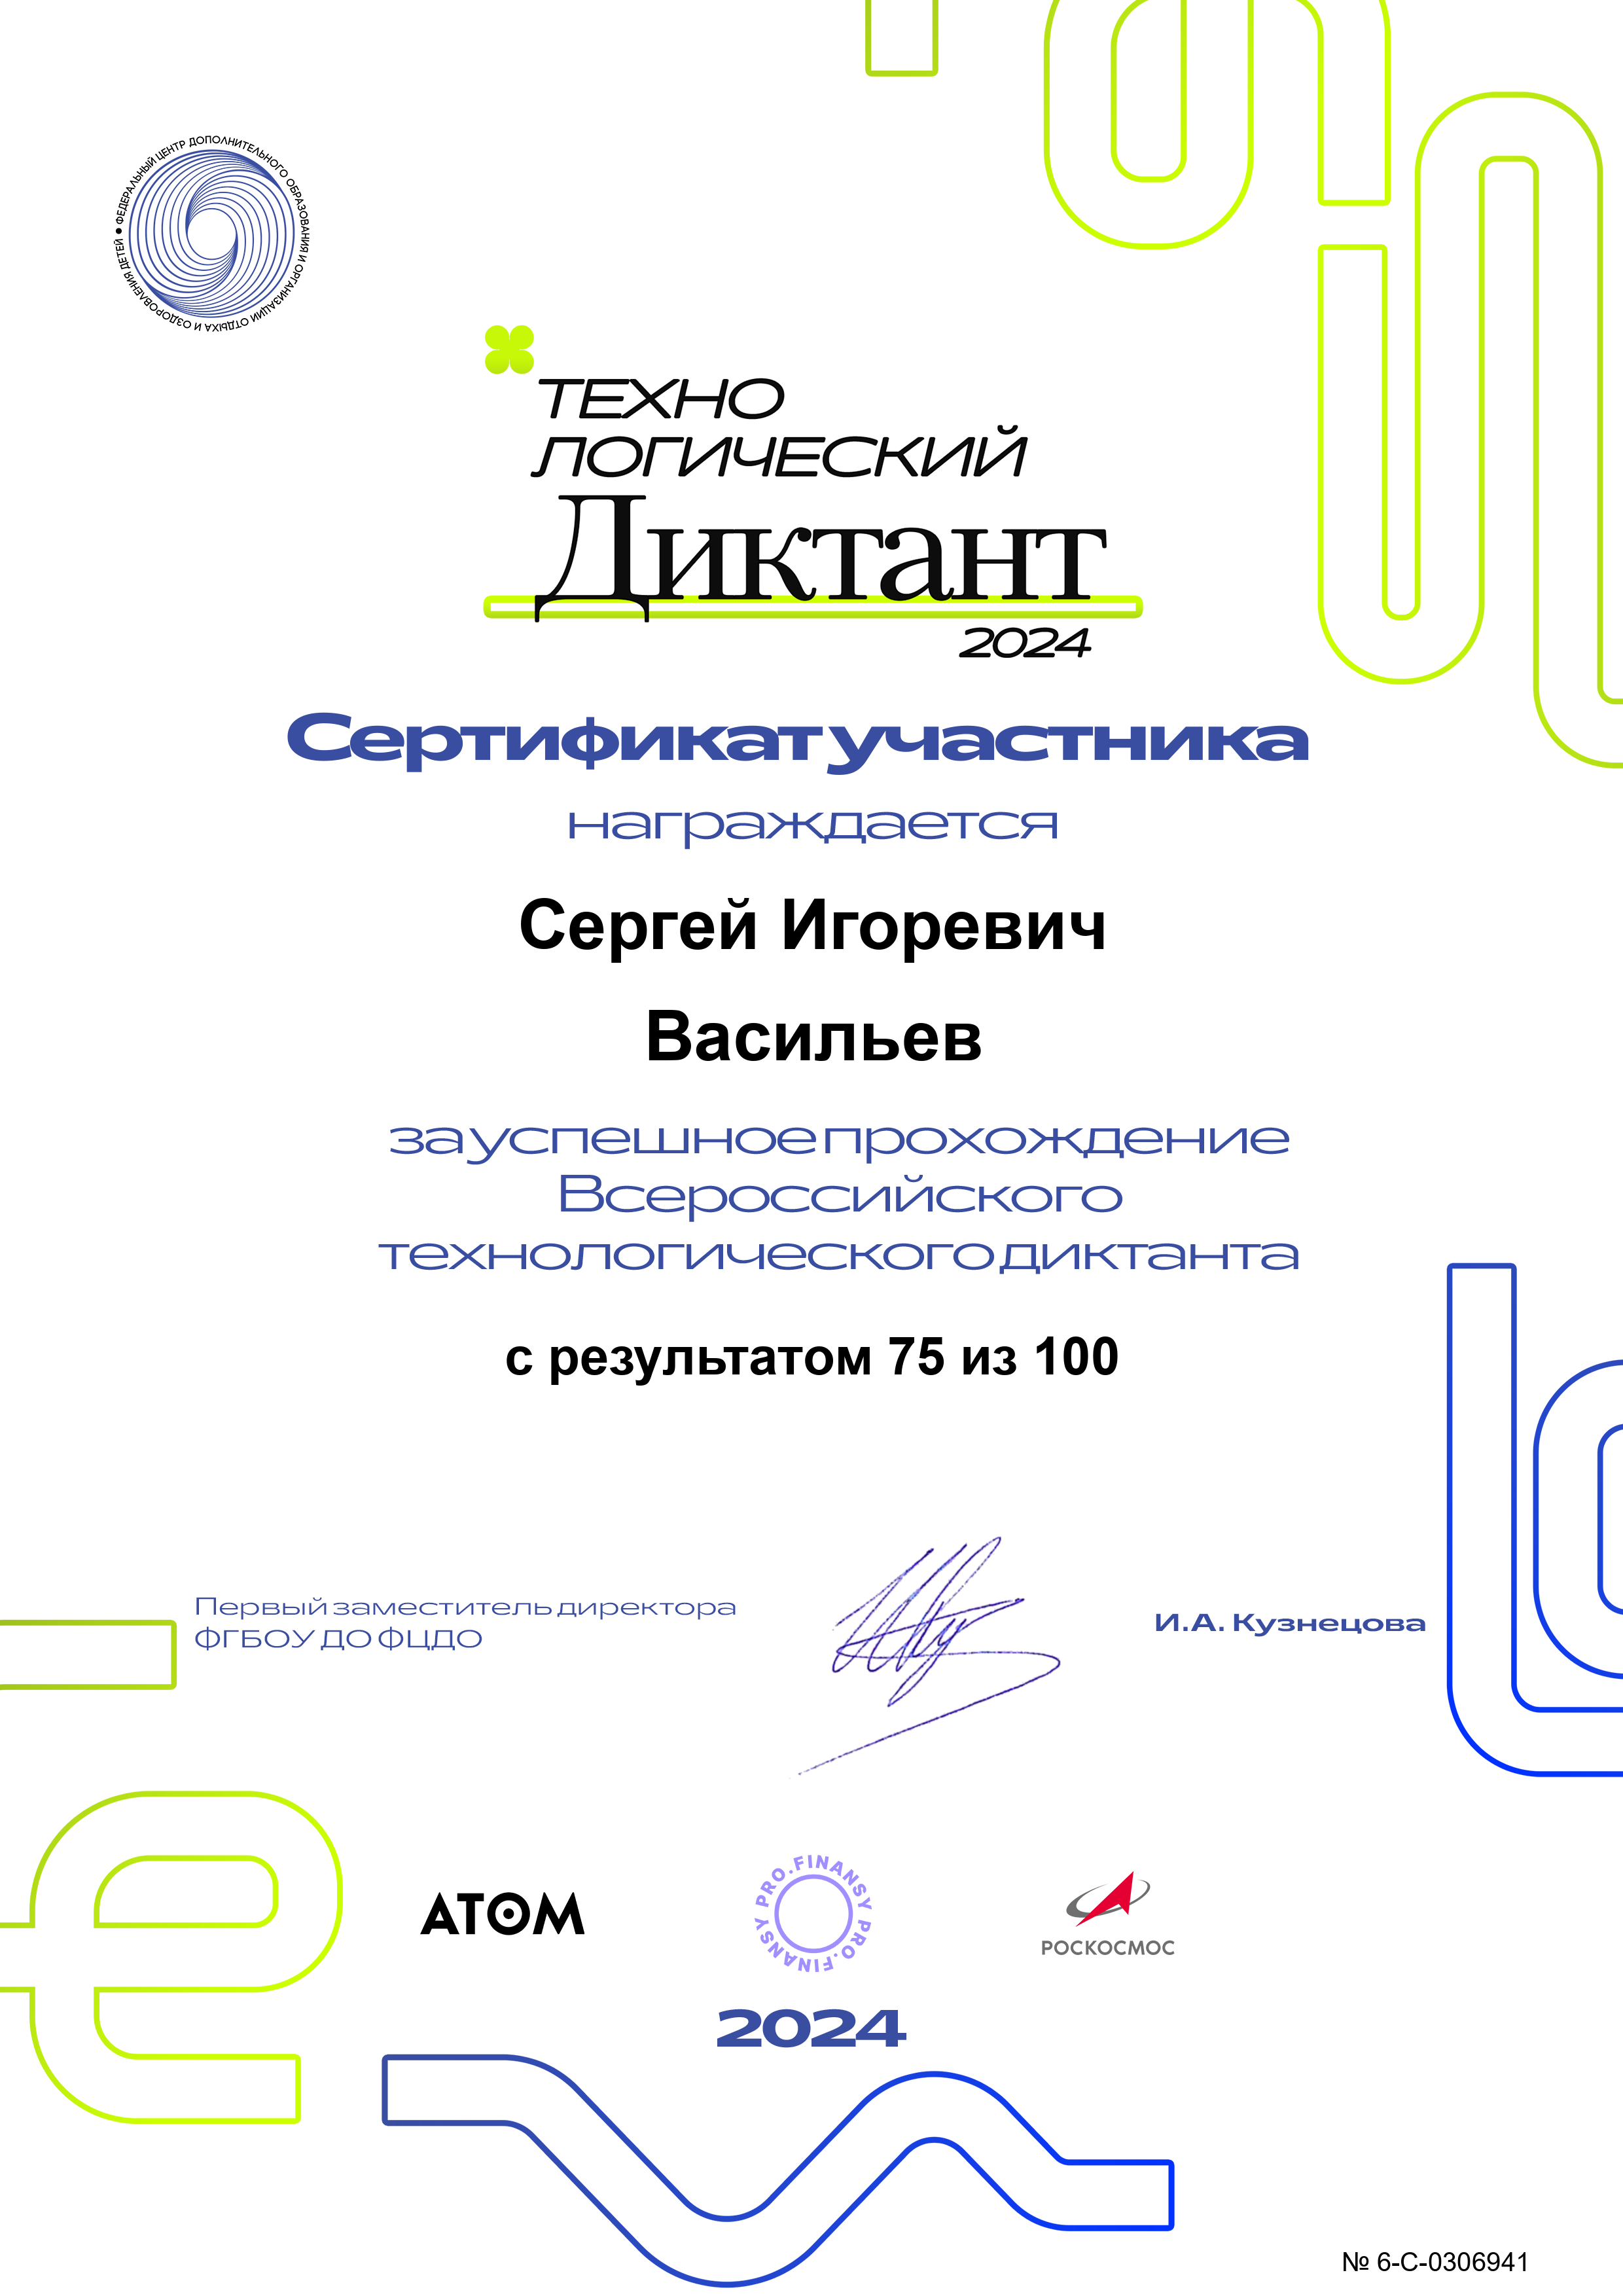 ФЕДЕРАЛЬНЫЙ ЦЕНТР ДОПОЛНИТЕЛЬНОГО ОБРАЗОВАНИЯ И ОРГАНИЗАЦИИ ОТДЫХА И ОЗДОРОВЛЕНИЯ ДЕТЕЙ
ТЕХНО
ЛОГИЧЕСКИЙ
Диктант
2024
Сертификат участника
награждается
Сергей Игоревич
Васильев
за успешное прохождение
Всероссийского
технологического диктанта
с результатом 75 из 100
Первый заместитель директора
ФГБОУ ДО ФЦДО
И.А. Кузнецова
АТОМ
PRO.FINANSY PRO.FINANSY
РОСКОСМОС
2024
№ 6-С-0306941